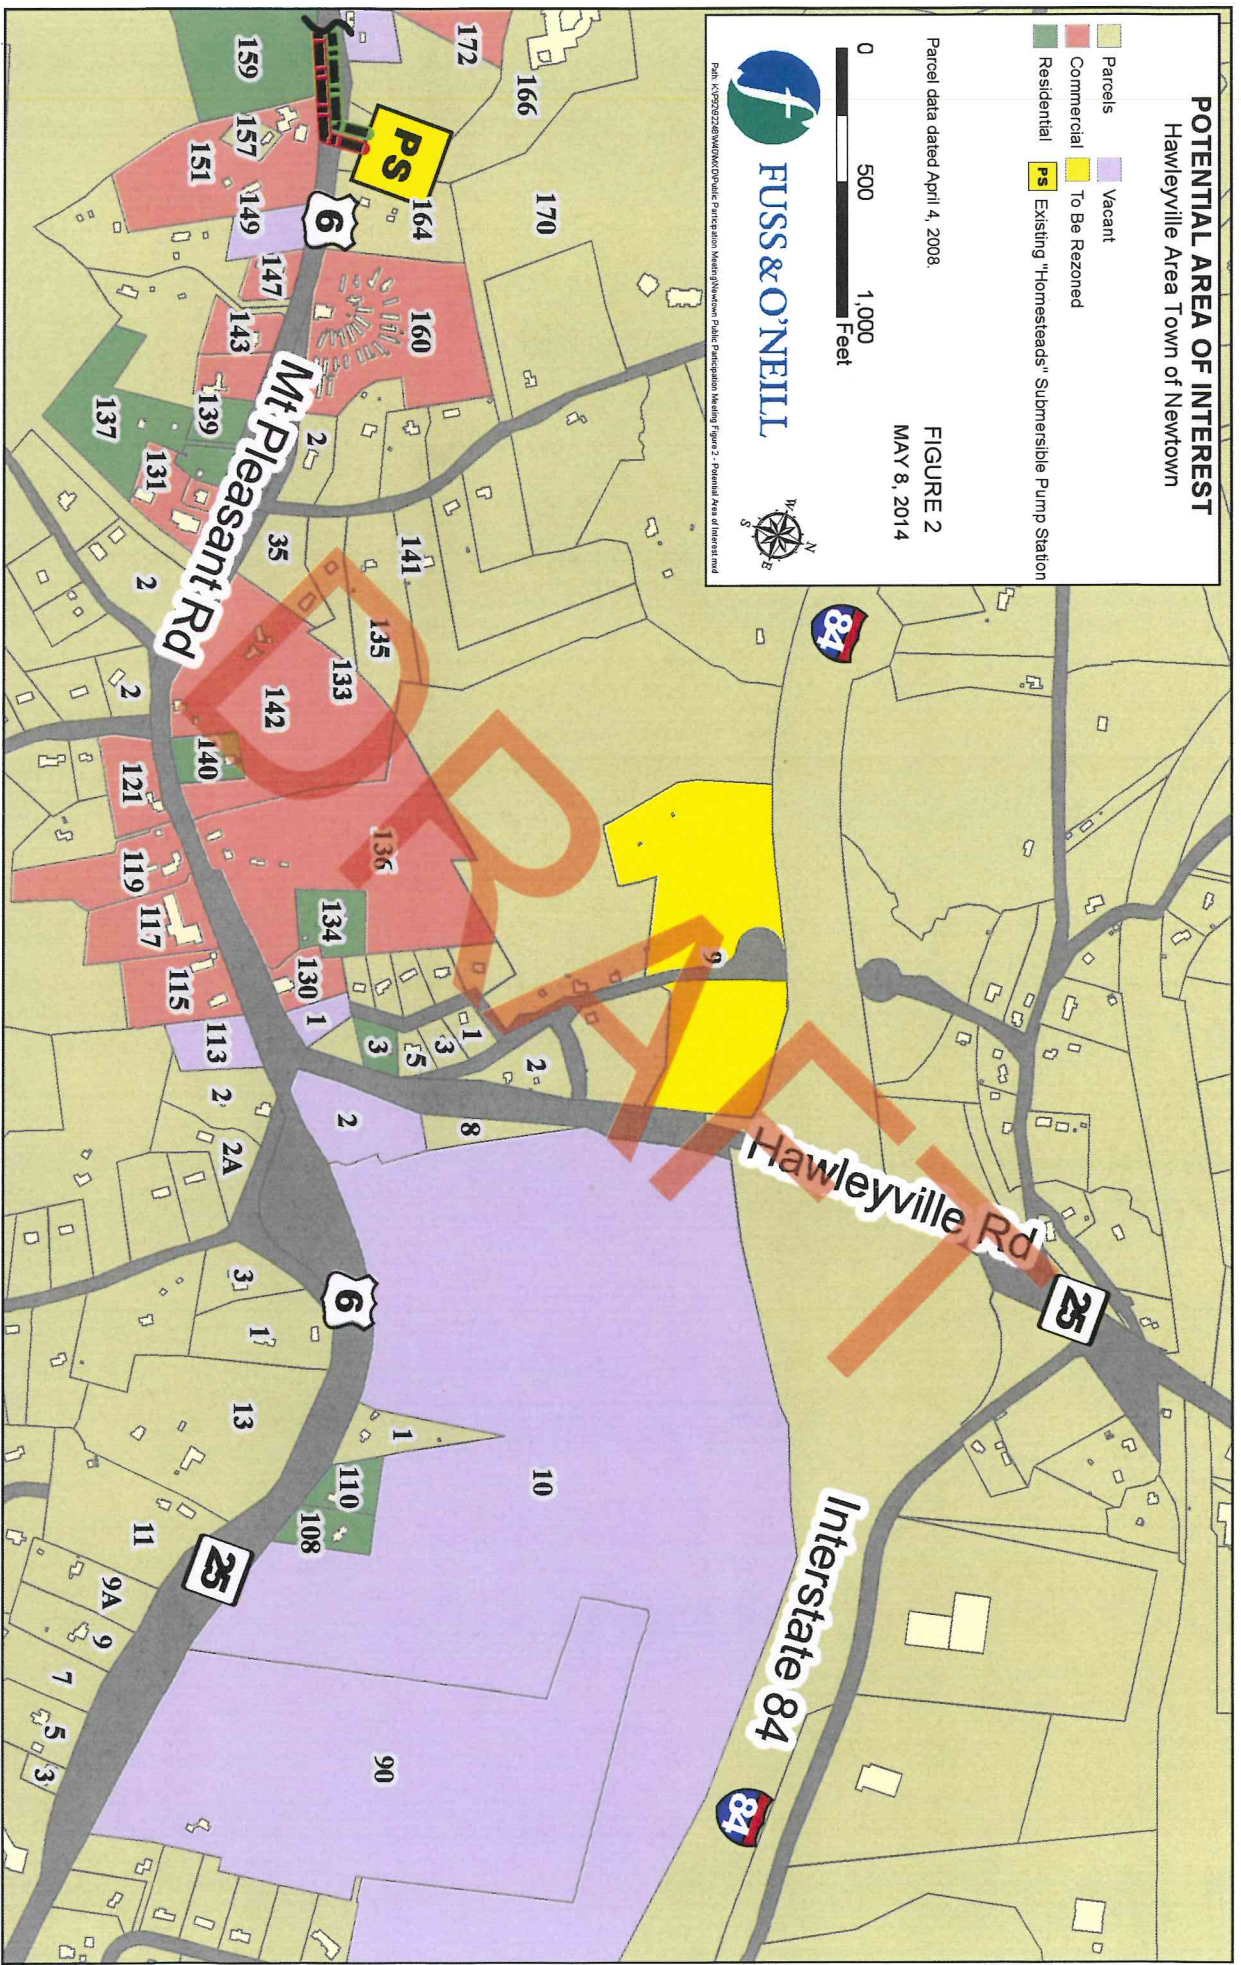 POTENTIAL AREA OF INTEREST
Hawleyville Area Town of Newtown
Parcels
Vacant
Commercial
To Be Rezoned
Residential
PS Existing "Homesteads" Submersible Pump Station
Parcel data dated April 4, 2008.
FIGURE 2
MAY 8, 2014
0 500 1,000
Feet
FUSS & O'NEILL
N
E
S
W
DRAFT
84
Hawleyville Rd
25
Interstate 84
84
172
166
170
159
PS
157
151
164
149
6
147
160
143
Mt Pleasant Rd
139
137
2
131
35
141
2
135
133
142
2
140
121
136
119
134
117
9
130
115
1
113
3
5
3
1
2
2
8
2
2A
3
1
6
13
1
10
110
108
11
25
9A
9
7
5
3
90